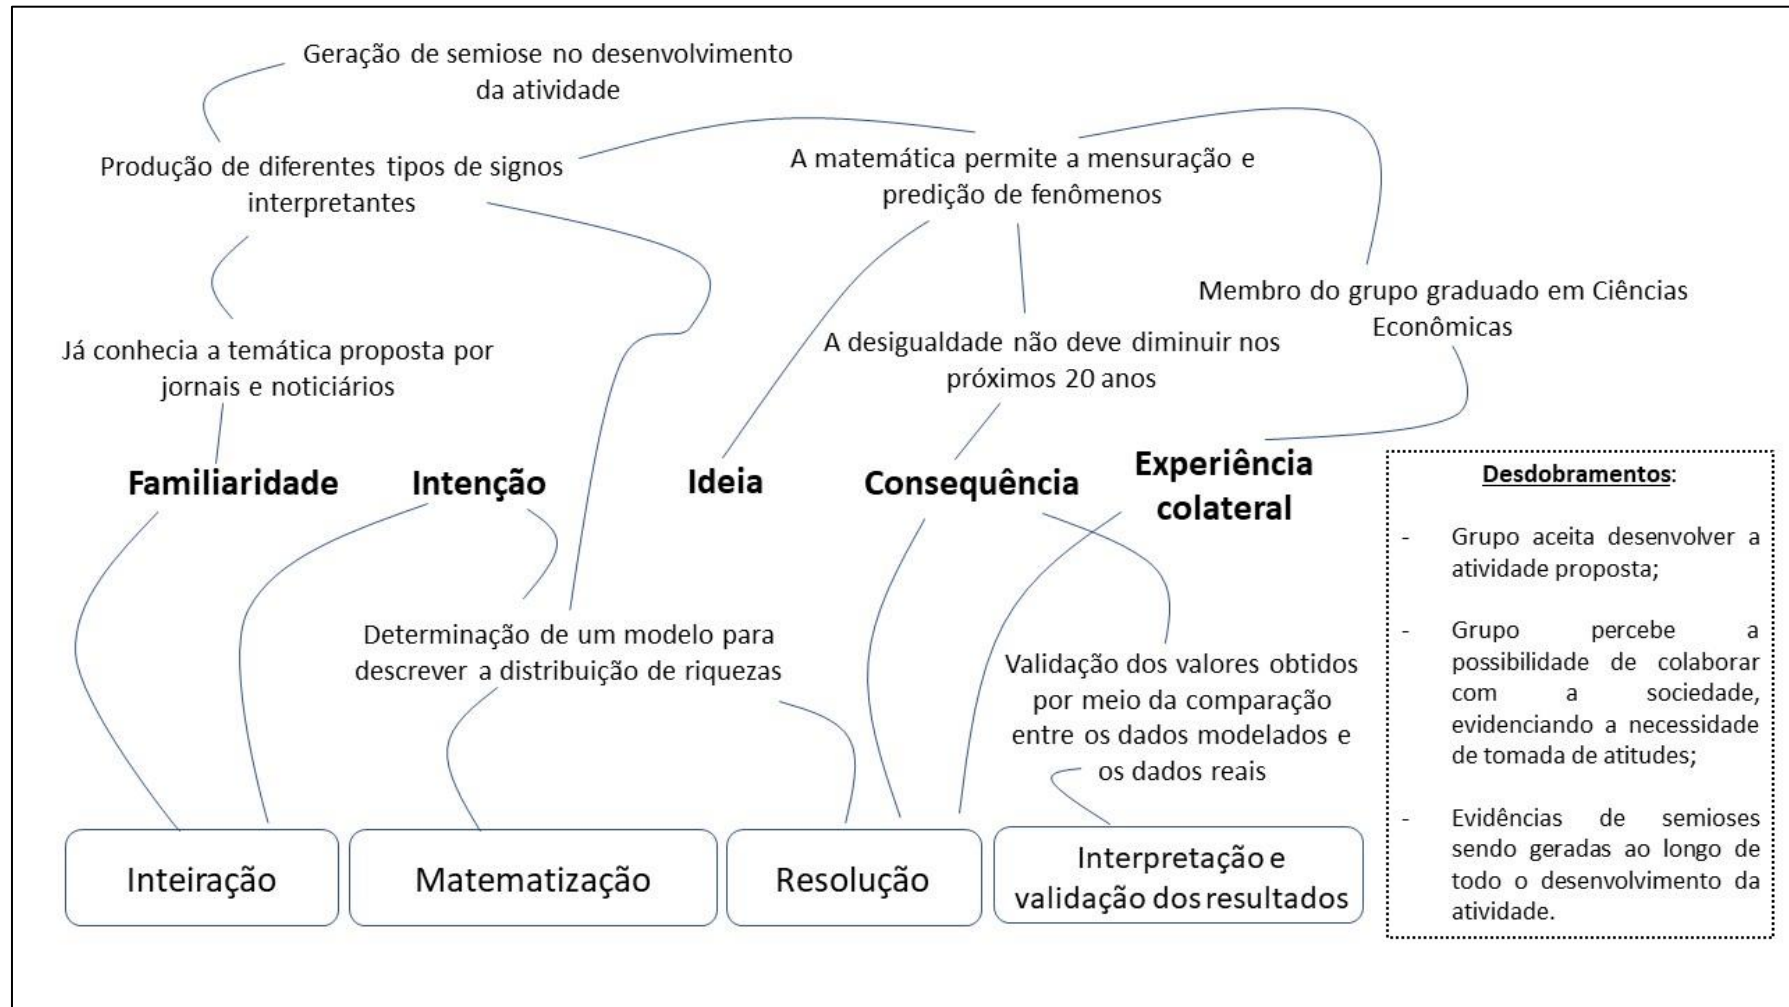 Geração de semiose no desenvolvimento
da atividade
Produção de diferentes tipos de signos
interpretantes
A matemática permite a mensuração e
predição de fenômenos
Membro do grupo graduado em Ciências
Econômicas
Já conhecia a temática proposta por
jornais e noticiários
A desigualdade não deve diminuir nos
próximos 20 anos
Familiaridade
Intenção
Ideia
Consequência
Experiência
colateral
Determinação de um modelo para
descrever a distribuição de riquezas
Validação dos valores obtidos
por meio da comparação
entre os dados modelados e
os dados reais
Inteiração
Matematização
Resolução
Interpretação e
validação dos resultados
Desdobramentos:
- Grupo aceita desenvolver a
atividade proposta;
- Grupo percebe a
possibilidade de colaborar
com a sociedade,
evidenciando a necessidade
de tomada de atitudes;
- Evidências de semioses
sendo geradas ao longo de
todo o desenvolvimento da
atividade.